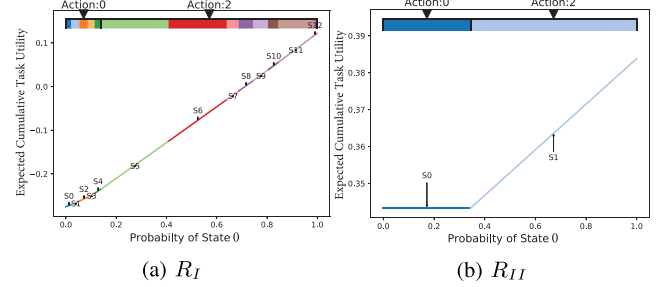 Action:0 Action:2
Expected Cumulative Task Utility
0.1
0.0
−0.1
−0.2
S0
S1
S2
S3
S4
S5
S6
S7
S8
S9
S10
S11
S12
0.0 0.2 0.4 0.6 0.8 1.0
Probabilty of State 0
(a) R_I
Action:0 Action:2
Expected Cumulative Task Utility
0.39
0.38
0.37
0.36
0.35
S0
S1
0.0 0.2 0.4 0.6 0.8 1.0
Probabilty of State 0
(b) R_II